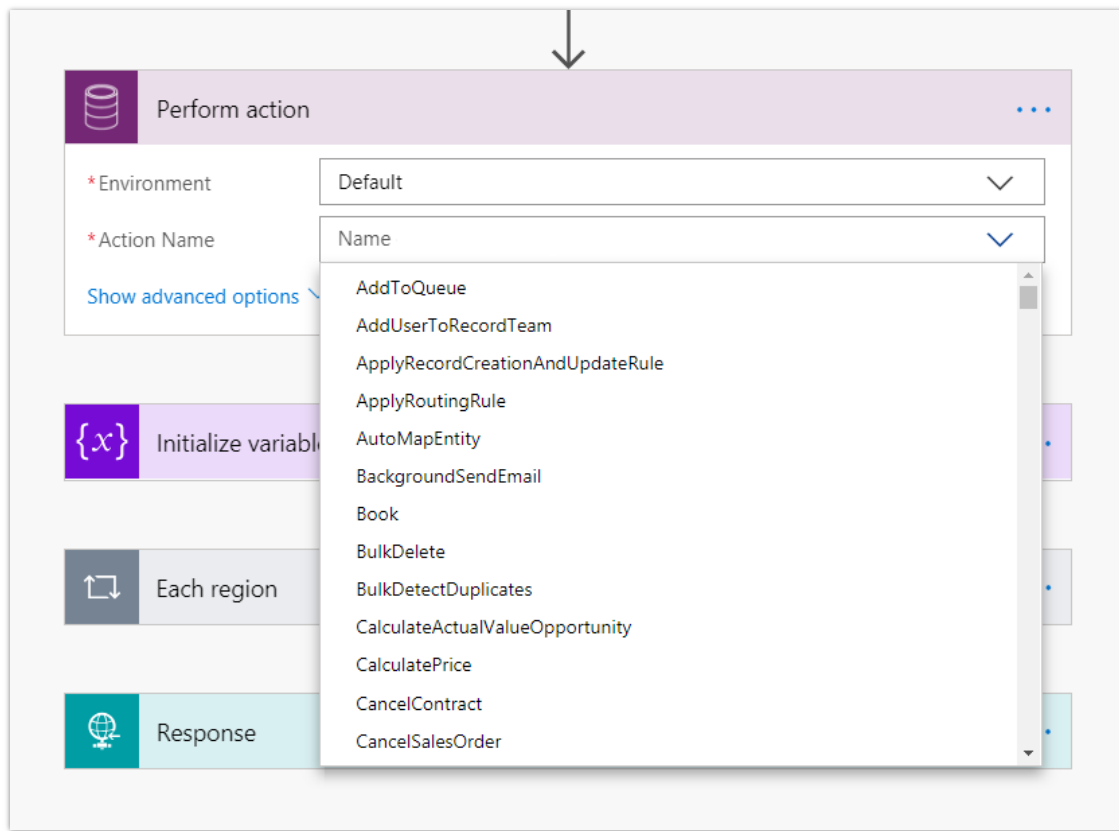 Perform action
*Environment
Default
*Action Name
Name
Show advanced options
AddToQueue
AddUserToRecordTeam
ApplyRecordCreationAndUpdateRule
ApplyRoutingRule
AutoMapEntity
BackgroundSendEmail
Book
BulkDelete
BulkDetectDuplicates
CalculateActualValueOpportunity
CalculatePrice
CancelContract
CancelSalesOrder
{x} Initialize variabl
Each region
Response